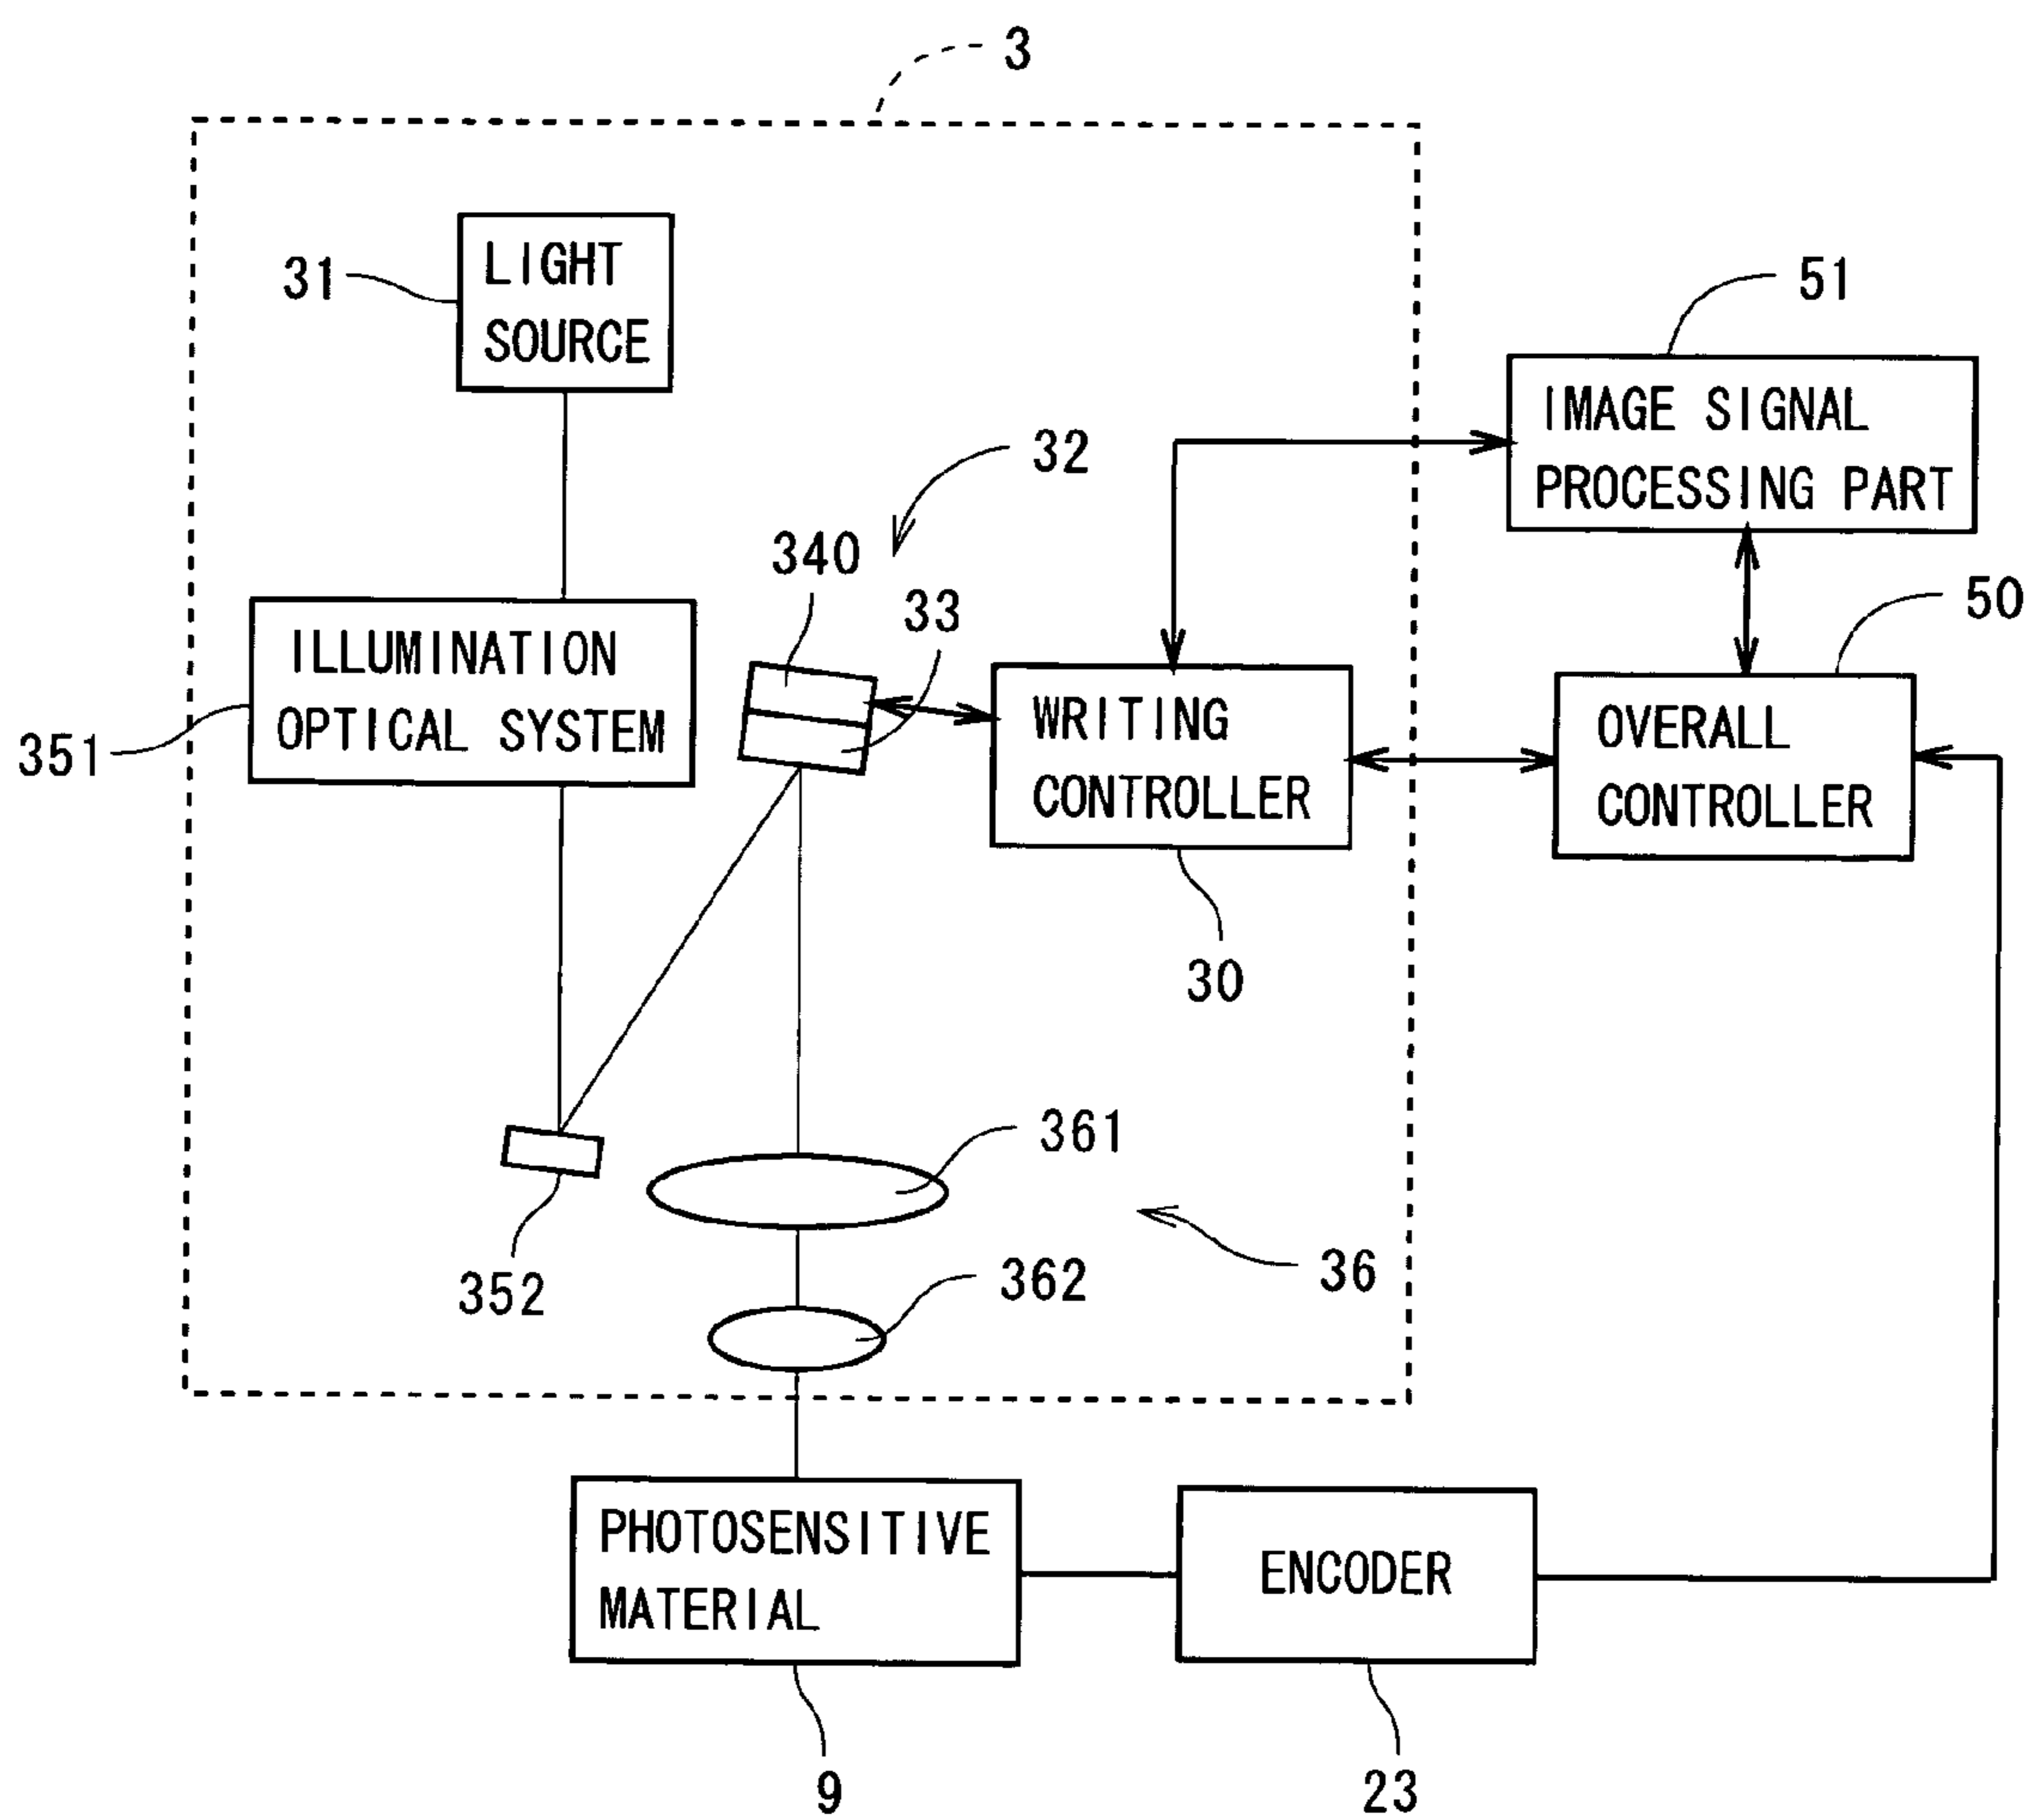 3
31
LIGHT
SOURCE
51
IMAGE SIGNAL
PROCESSING PART
32
340
33
50
ILLUMINATION
OPTICAL SYSTEM
351
WRITING
CONTROLLER
OVERALL
CONTROLLER
30
361
352
362
36
PHOTOSENSITIVE
MATERIAL
ENCODER
9
23